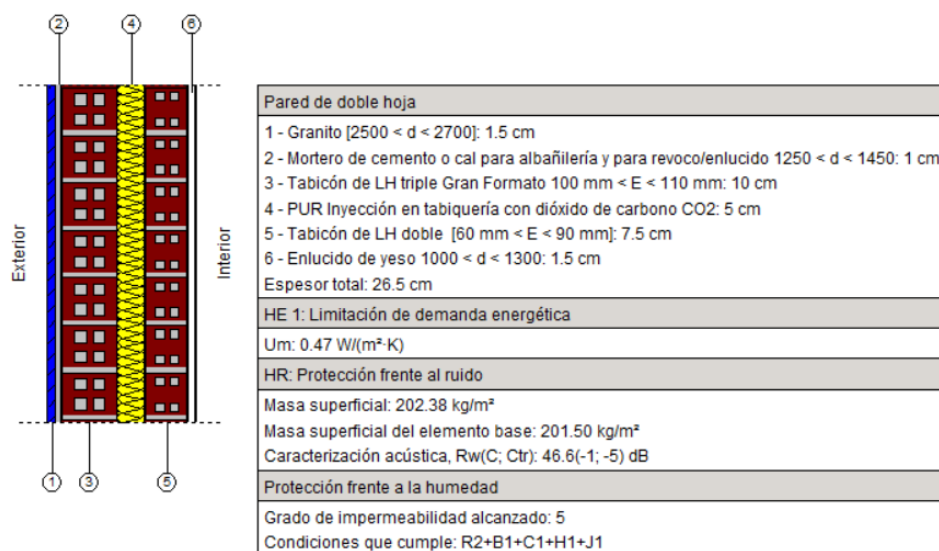 2
4
6
Exterior
Interior
1
3
5
Pared de doble hoja
1 - Granito [2500 < d < 2700]: 1.5 cm
2 - Mortero de cemento o cal para albañilería y para revoco/enlucido 1250 < d < 1450: 1 cm
3 - Tabicón de LH triple Gran Formato 100 mm < E < 110 mm: 10 cm
4 - PUR Inyección en tabiquería con dióxido de carbono CO2: 5 cm
5 - Tabicón de LH doble [60 mm < E < 90 mm]: 7.5 cm
6 - Enlucido de yeso 1000 < d < 1300: 1.5 cm
Espesor total: 26.5 cm
HE 1: Limitación de demanda energética
Um: 0.47 W/(m²·K)
HR: Protección frente al ruido
Masa superficial: 202.38 kg/m²
Masa superficial del elemento base: 201.50 kg/m²
Caracterización acústica, Rw(C; Ctr): 46.6(-1; -5) dB
Protección frente a la humedad
Grado de impermeabilidad alcanzado: 5
Condiciones que cumple: R2+B1+C1+H1+J1